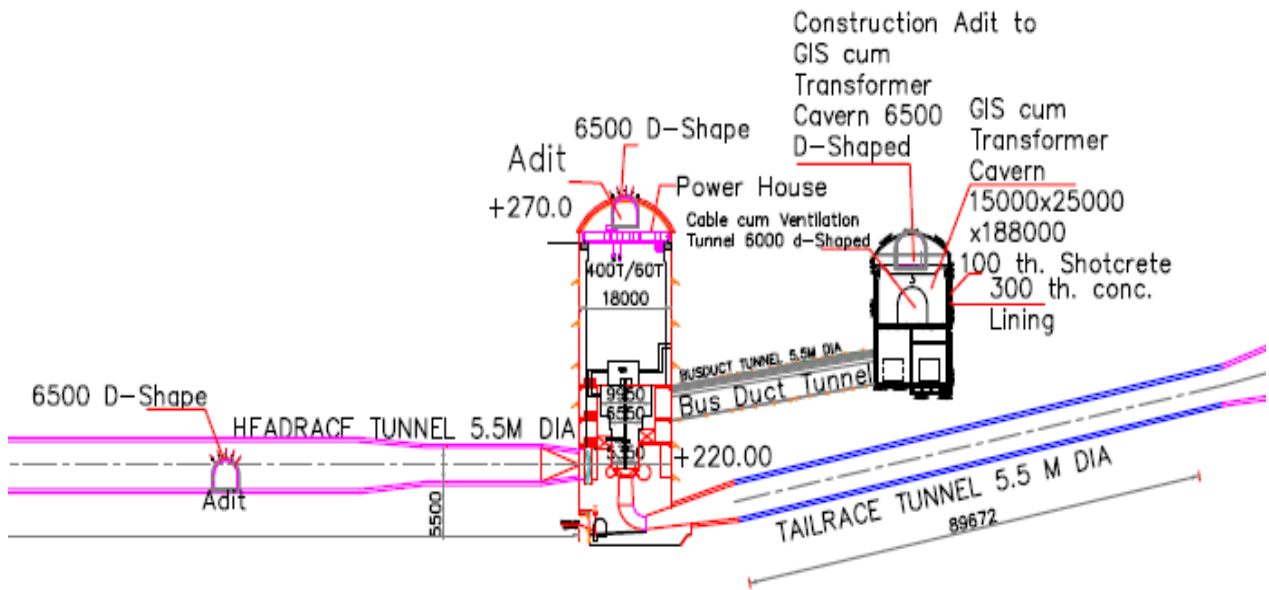 Construction Adit to
GIS cum
Transformer
Cavern 6500
D-Shaped
GIS cum
Transformer
Cavern
15000x25000
x188000
100 th. Shotcrete
300 th. conc.
Lining
6500 D-Shape
Adit
+270.0
Power House
Cable cum Ventilation
Tunnel 6000 d-Shaped
400T/60T
18000
BUSDUCT TUNNEL 5.5M DIA
Bus Duct Tunnel
9950
6550
5350
+220.00
6500 D-Shape
HEADRACE TUNNEL 5.5M DIA
Adit
5500
TAILRACE TUNNEL 5.5 M DIA
89672